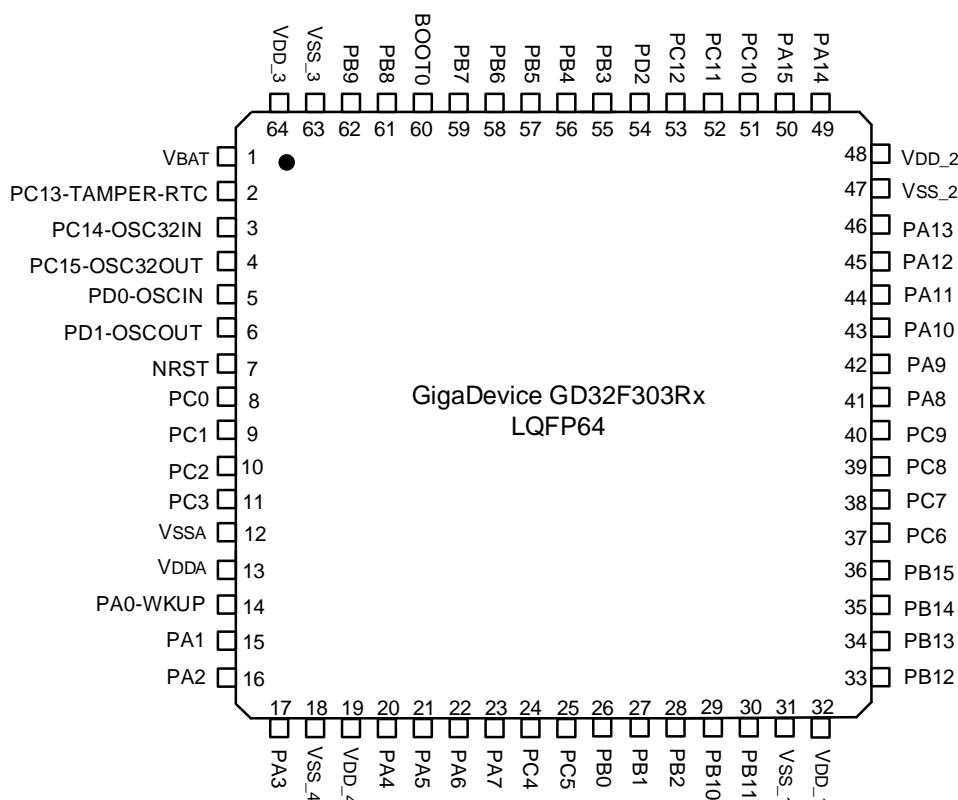 VDD_3
VSS_3
PB9
PB8
BOOT0
PB7
PB6
PB5
PB4
PB3
PD2
PC12
PC11
PC10
PA15
PA14
64 63 62 61 60 59 58 57 56 55 54 53 52 51 50 49
VBAT 1
PC13-TAMPER-RTC 2
PC14-OSC32IN 3
PC15-OSC32OUT 4
PD0-OSCIN 5
PD1-OSCOUT 6
NRST 7
PC0 8
PC1 9
PC2 10
PC3 11
VSSA 12
VDDA 13
PA0-WKUP 14
PA1 15
PA2 16
GigaDevice GD32F303Rx
LQFP64
48 VDD_2
47 VSS_2
46 PA13
45 PA12
44 PA11
43 PA10
42 PA9
41 PA8
40 PC9
39 PC8
38 PC7
37 PC6
36 PB15
35 PB14
34 PB13
33 PB12
17 18 19 20 21 22 23 24 25 26 27 28 29 30 31 32
PA3
VSS_4
VDD_4
PA4
PA5
PA6
PA7
PC4
PC5
PB0
PB1
PB2
PB10
PB11